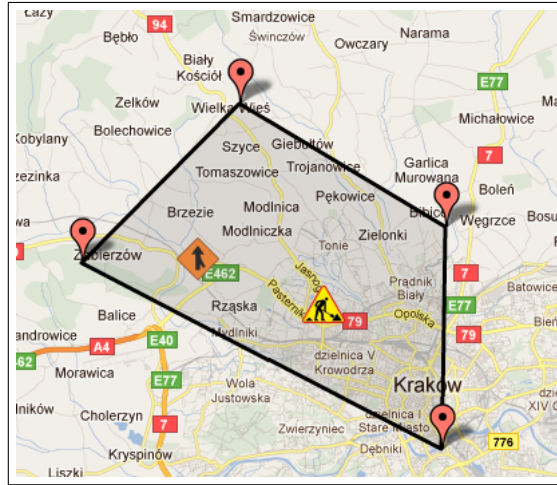 Łazy
94
Smardzowice
Bębło
Świńczów
Narama
Biały
Kościół
Owczary
E77
Zelków
Wielka Wieś
Michałowice
Kobylany
Bolechowice
Szyce
Giebułtów
7
Tomaszowice
Trojanowice
Garlica
Murowana
Pękowice
Boleń
Brzezie
Modlnica
Bibice
Węgrzce
Modlniczka
Zielonki
Tonie
Zabierzów
E462
Jasnog
7
Prądnik
Biały
Batowice
Balice
Rząska
Pasternik
E77
79
Opolska
79
Mydlniki
E40
A4
dzielnica V
Krowodrza
Morawica
E77
Wola
Justowska
Kraków
Cholerzyn
dzielnica I
Stare Miasto
7
Zwierzyniec
Dębniki
776
Kryspinów
Liszki